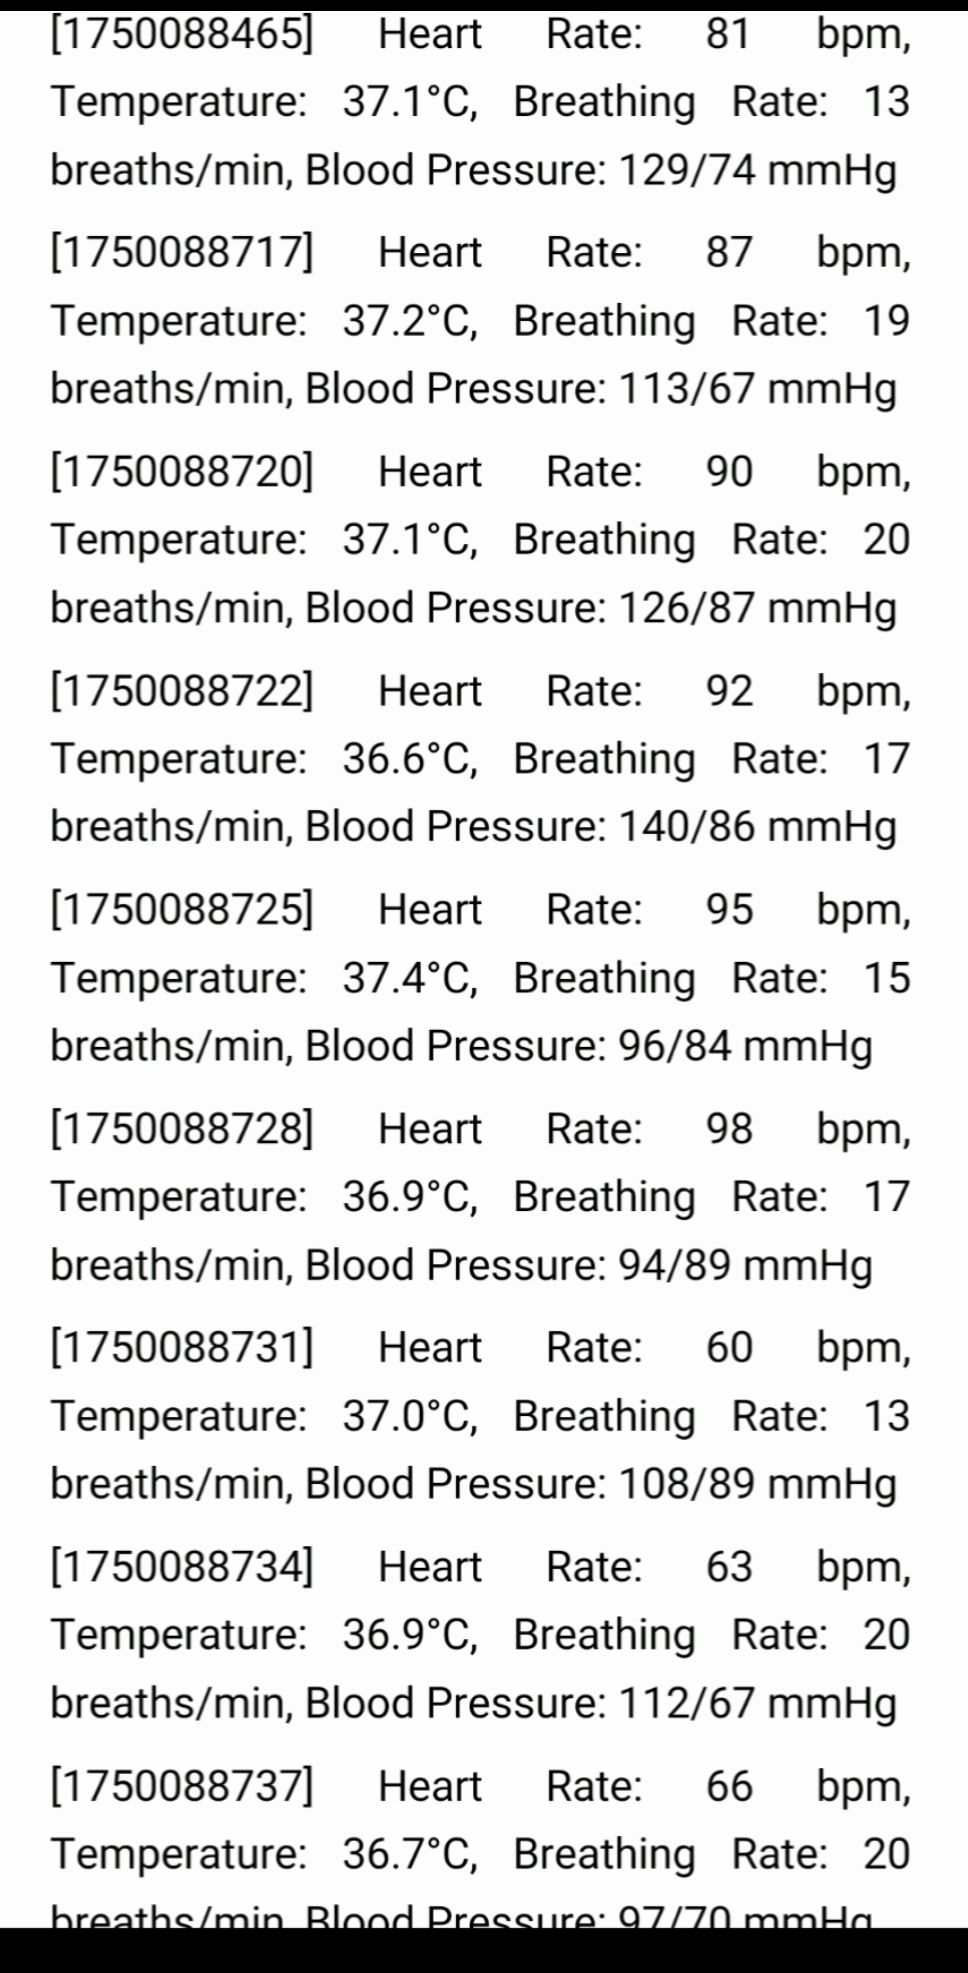 [1750088465] Heart Rate: 81 bpm,
Temperature: 37.1°C, Breathing Rate: 13
breaths/min, Blood Pressure: 129/74 mmHg
[1750088717] Heart Rate: 87 bpm,
Temperature: 37.2°C, Breathing Rate: 19
breaths/min, Blood Pressure: 113/67 mmHg
[1750088720] Heart Rate: 90 bpm,
Temperature: 37.1°C, Breathing Rate: 20
breaths/min, Blood Pressure: 126/87 mmHg
[1750088722] Heart Rate: 92 bpm,
Temperature: 36.6°C, Breathing Rate: 17
breaths/min, Blood Pressure: 140/86 mmHg
[1750088725] Heart Rate: 95 bpm,
Temperature: 37.4°C, Breathing Rate: 15
breaths/min, Blood Pressure: 96/84 mmHg
[1750088728] Heart Rate: 98 bpm,
Temperature: 36.9°C, Breathing Rate: 17
breaths/min, Blood Pressure: 94/89 mmHg
[1750088731] Heart Rate: 60 bpm,
Temperature: 37.0°C, Breathing Rate: 13
breaths/min, Blood Pressure: 108/89 mmHg
[1750088734] Heart Rate: 63 bpm,
Temperature: 36.9°C, Breathing Rate: 20
breaths/min, Blood Pressure: 112/67 mmHg
[1750088737] Heart Rate: 66 bpm,
Temperature: 36.7°C, Breathing Rate: 20
breaths/min, Blood Pressure: 97/70 mmHg